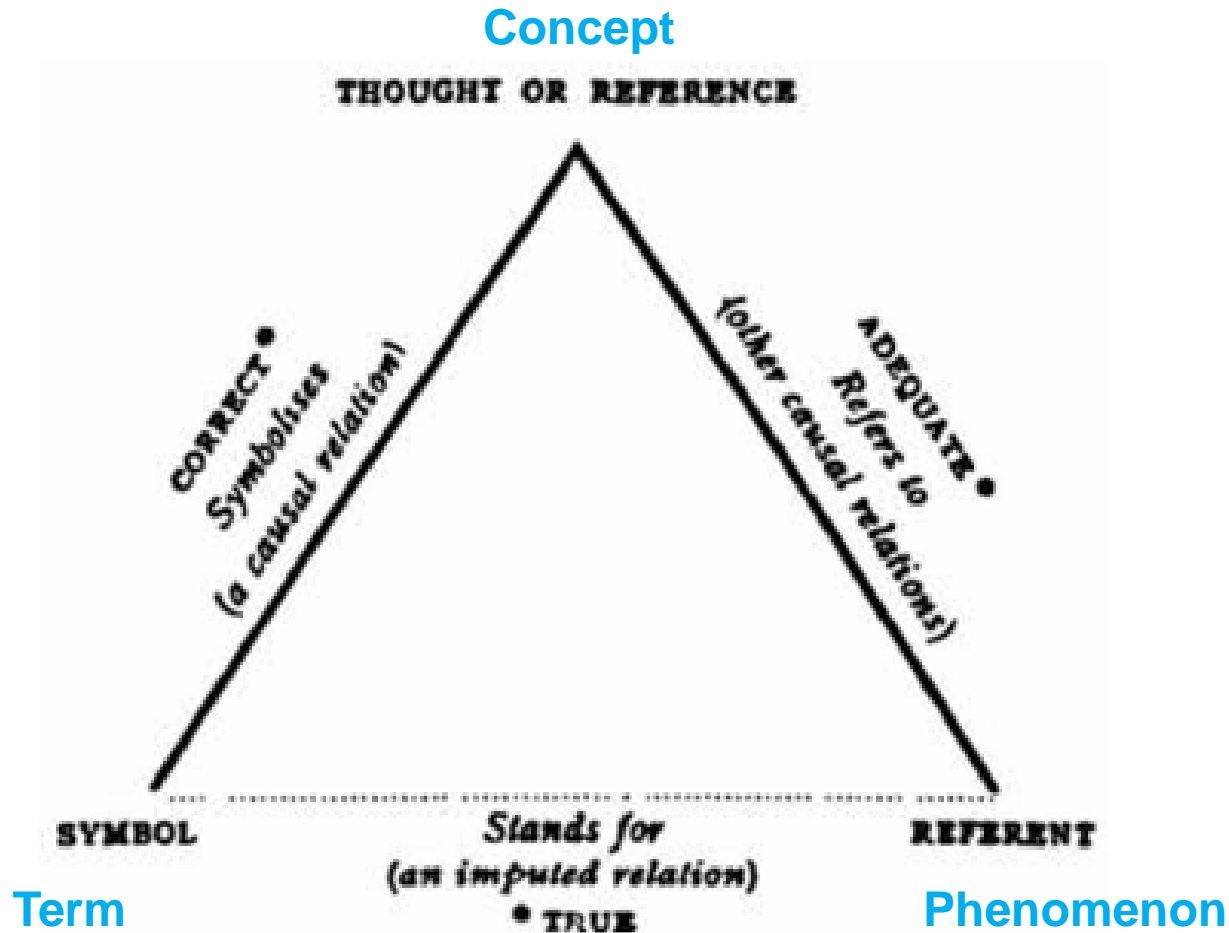 Concept
THOUGHT OR REFERENCE
CORRECT*
Symbolises
(a causal relation)
ADEQUATE*
Refers to
(other causal relations)
SYMBOL
Stands for
REFERENT
(an imputed relation)
* TRUE
Term
Phenomenon